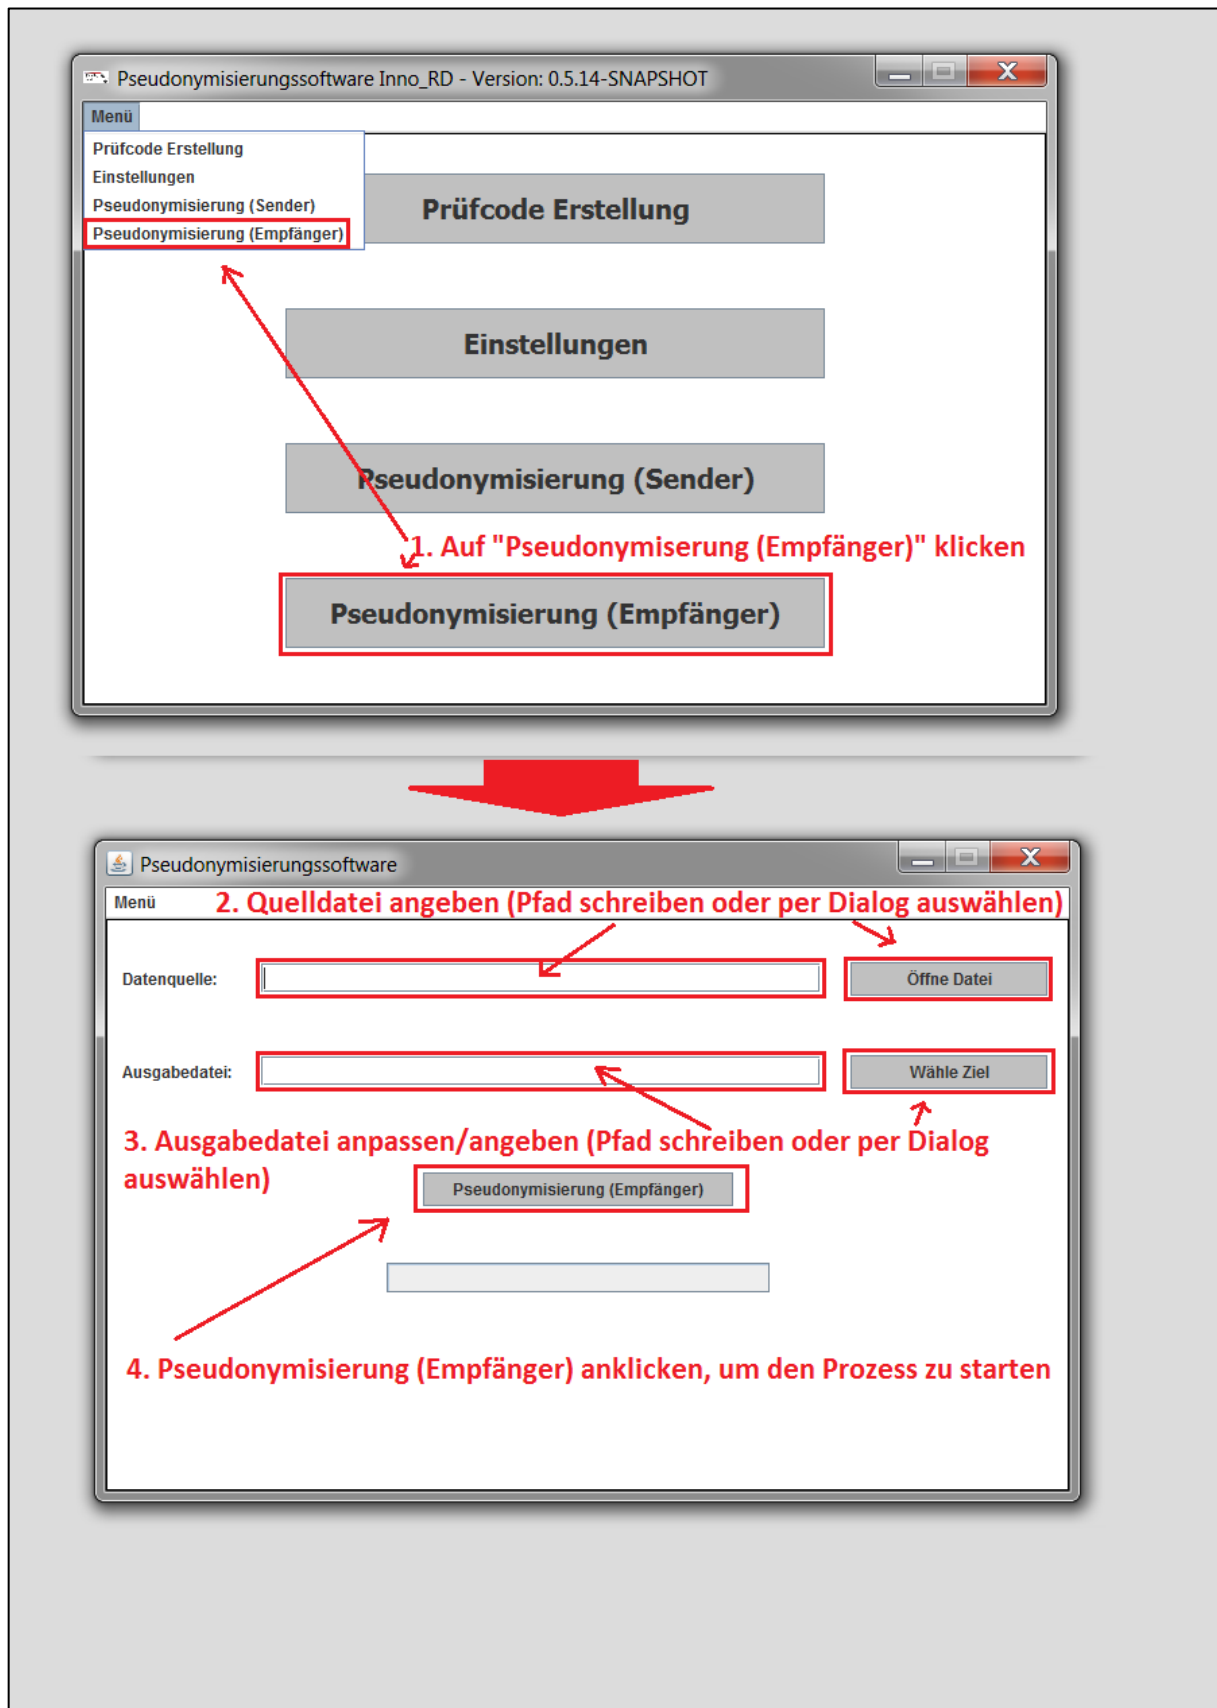 Pseudonymisierungssoftware Inno_RD - Version: 0.5.14-SNAPSHOT
Menü
Prüfcode Erstellung
Einstellungen
Pseudonymisierung (Sender)
Pseudonymisierung (Empfänger)
Prüfcode Erstellung
Einstellungen
Pseudonymisierung (Sender)
1. Auf "Pseudonymiserung (Empfänger)" klicken
Pseudonymisierung (Empfänger)
Pseudonymisierungssoftware
Menü
2. Quelldatei angeben (Pfad schreiben oder per Dialog auswählen)
Datenquelle:
Öffne Datei
Ausgabedatei:
Wähle Ziel
3. Ausgabedatei anpassen/angeben (Pfad schreiben oder per Dialog
auswählen)
Pseudonymisierung (Empfänger)
4. Pseudonymisierung (Empfänger) anklicken, um den Prozess zu starten